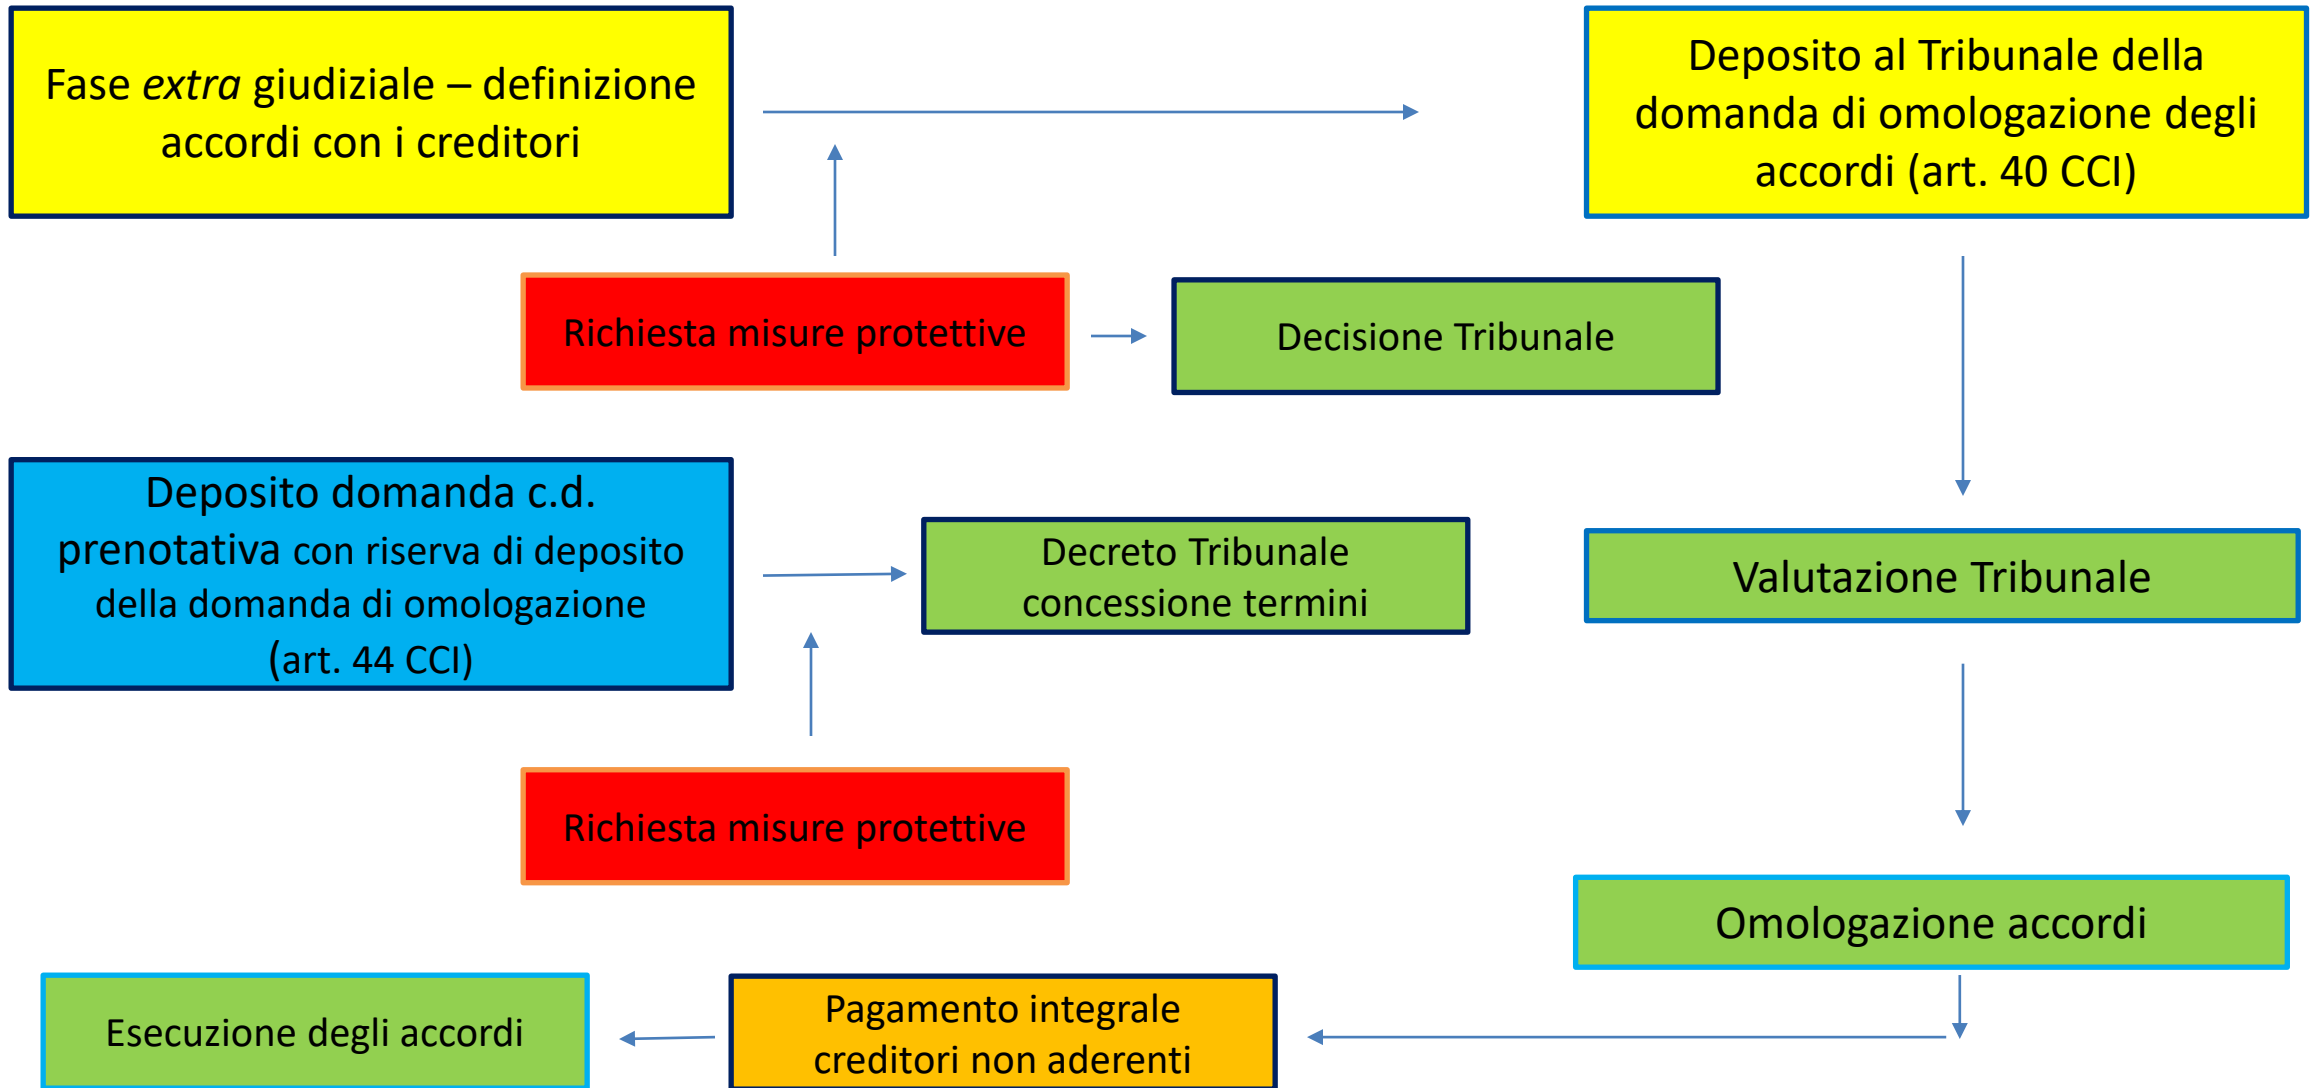 Fase extra giudiziale – definizione
accordi con i creditori
Deposito al Tribunale della
domanda di omologazione degli
accordi (art. 40 CCI)
Richiesta misure protettive
Decisione Tribunale
Deposito domanda c.d.
prenotativa con riserva di deposito
della domanda di omologazione
(art. 44 CCI)
Decreto Tribunale
concessione termini
Valutazione Tribunale
Richiesta misure protettive
Omologazione accordi
Esecuzione degli accordi
Pagamento integrale
creditori non aderenti